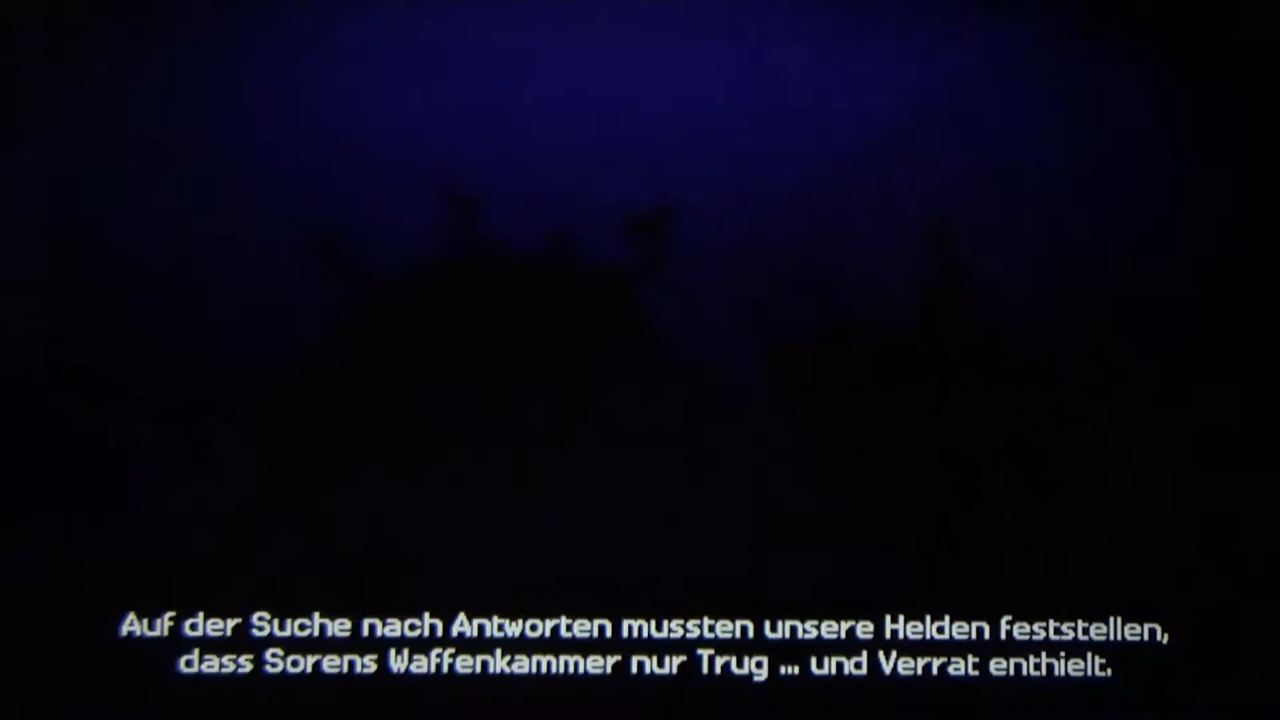 Auf der Suche nach Antworten mussten unsere Helden feststellen,
dass Sorens Waffenkammer nur Trug ... und Verrat enthielt.